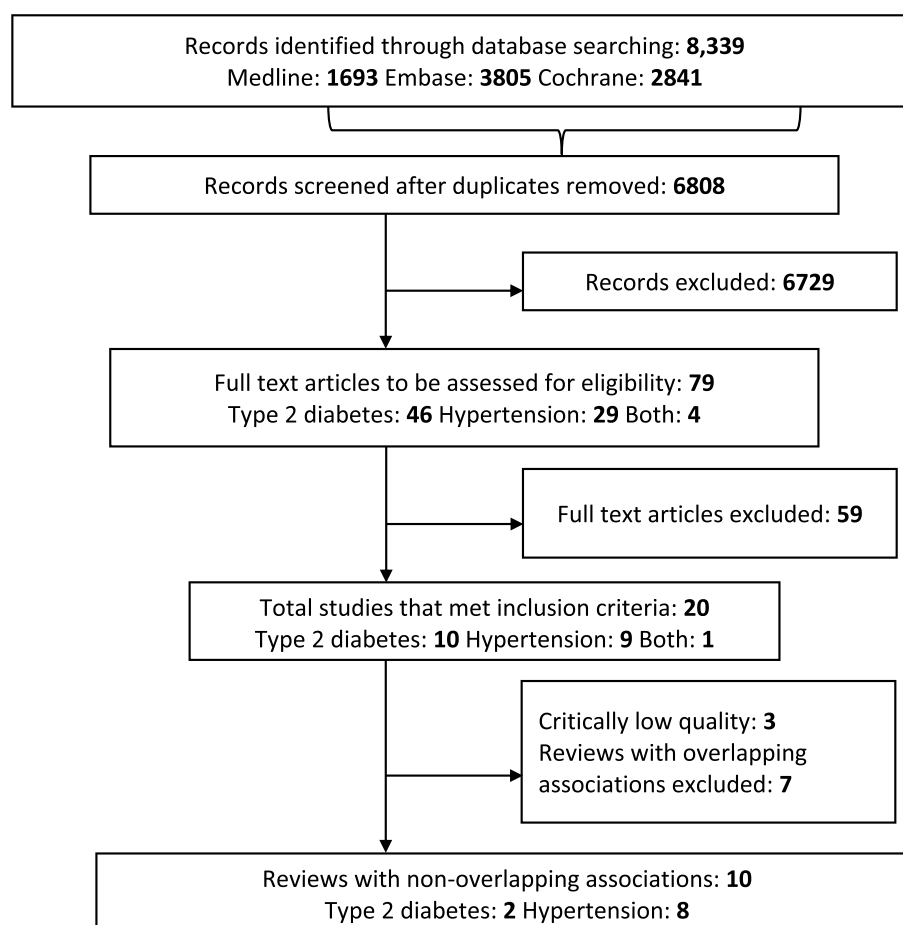 Records identified through database searching: 8,339
Medline: 1693 Embase: 3805 Cochrane: 2841
Records screened after duplicates removed: 6808
Records excluded: 6729
Full text articles to be assessed for eligibility: 79
Type 2 diabetes: 46 Hypertension: 29 Both: 4
Full text articles excluded: 59
Total studies that met inclusion criteria: 20
Type 2 diabetes: 10 Hypertension: 9 Both: 1
Critically low quality: 3
Reviews with overlapping
associations excluded: 7
Reviews with non-overlapping associations: 10
Type 2 diabetes: 2 Hypertension: 8